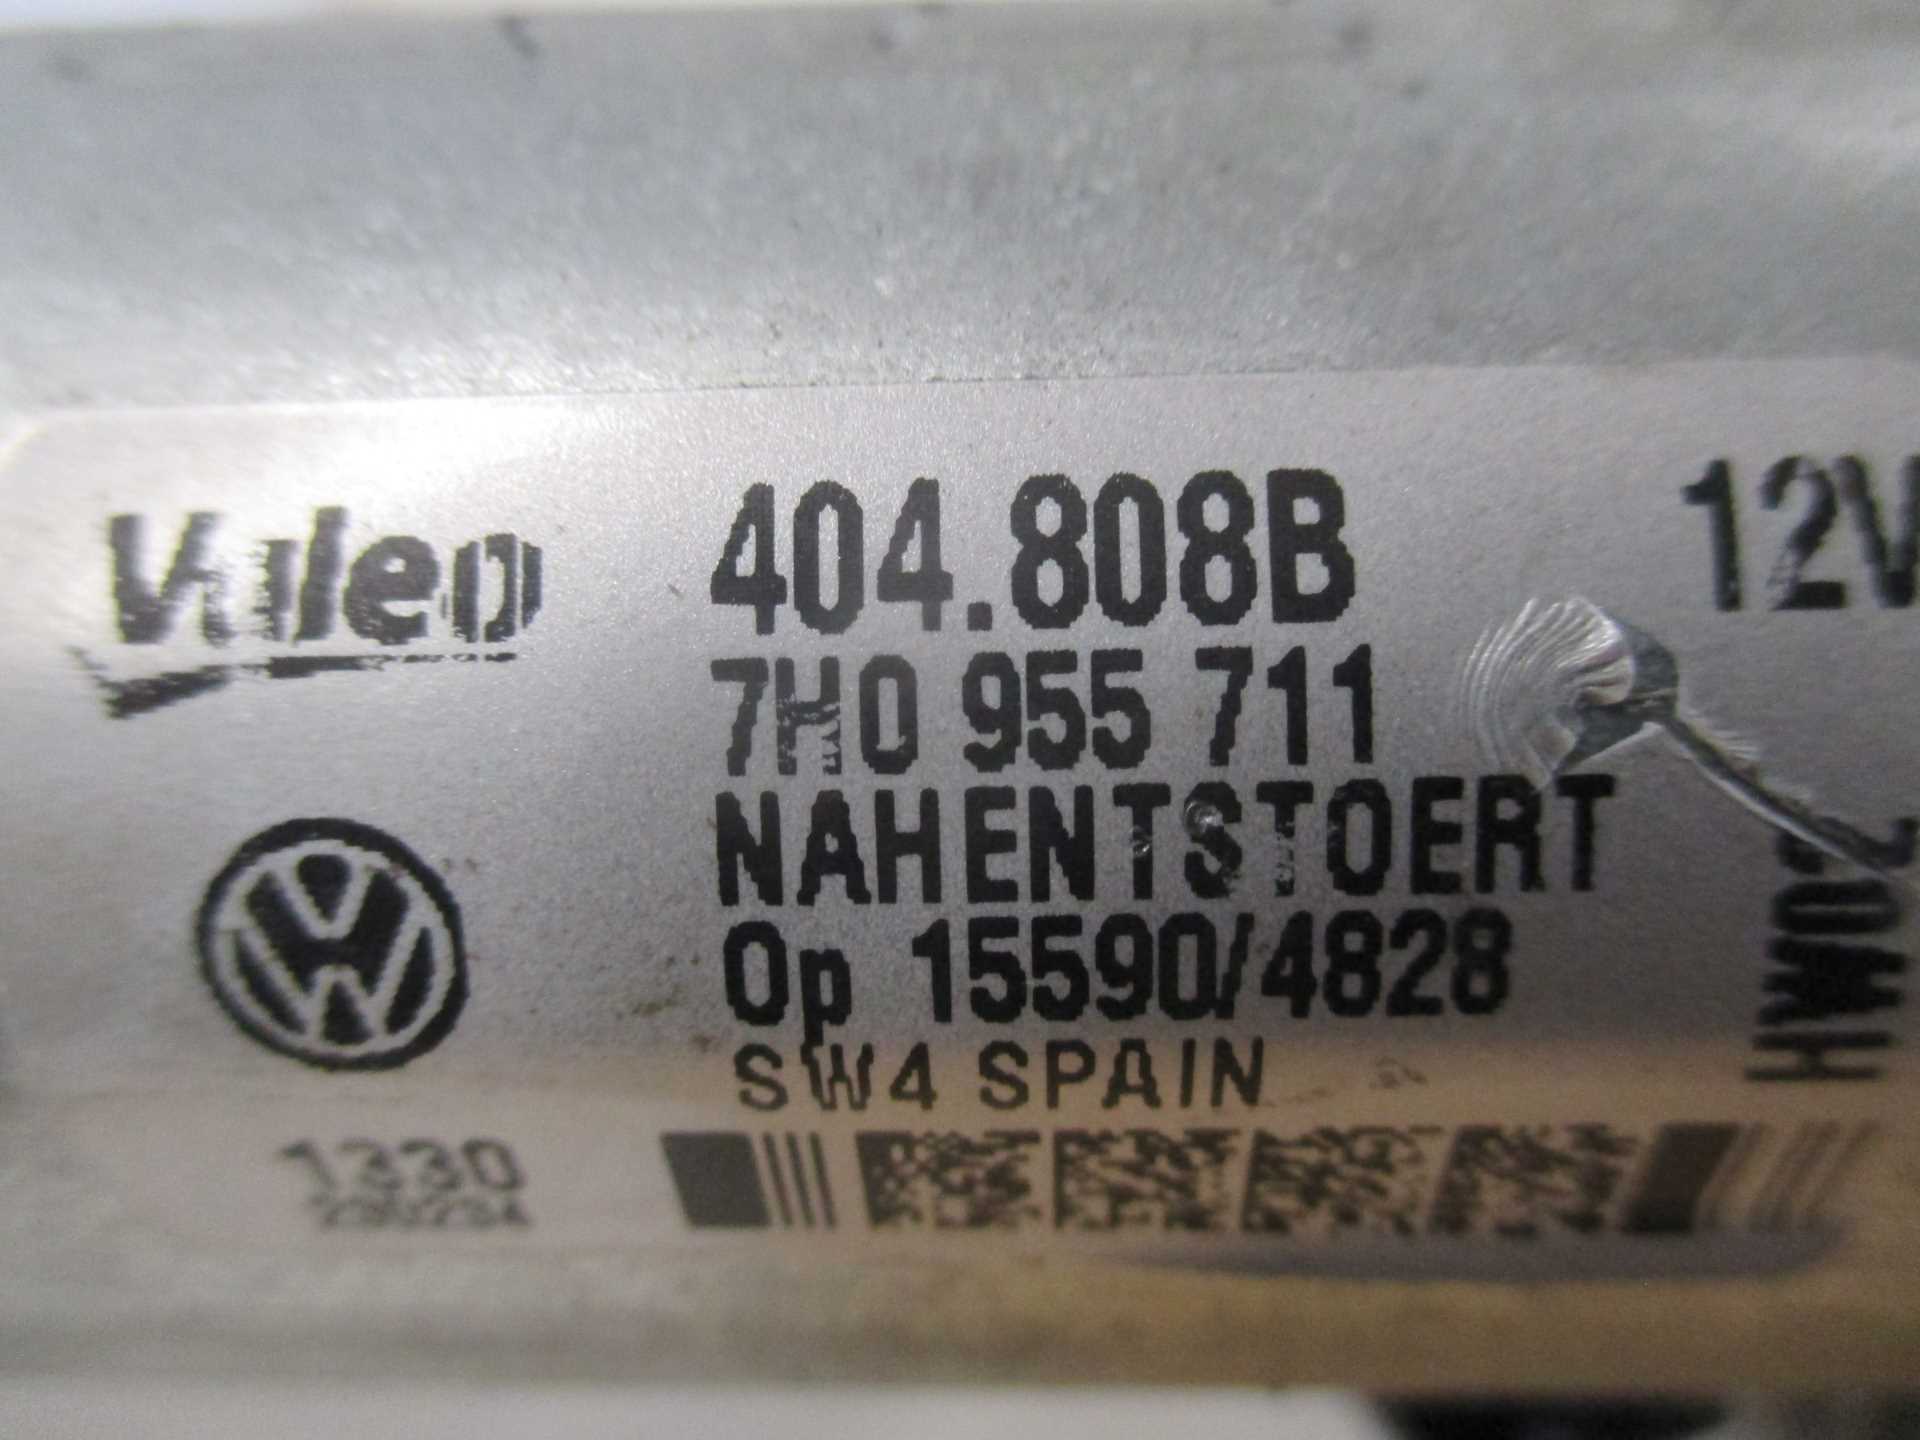 Valeo
404.808B
12V
7H0 955 711
NAHENTSTOERT
Op 15590/4828
SW4 SPAIN
1330